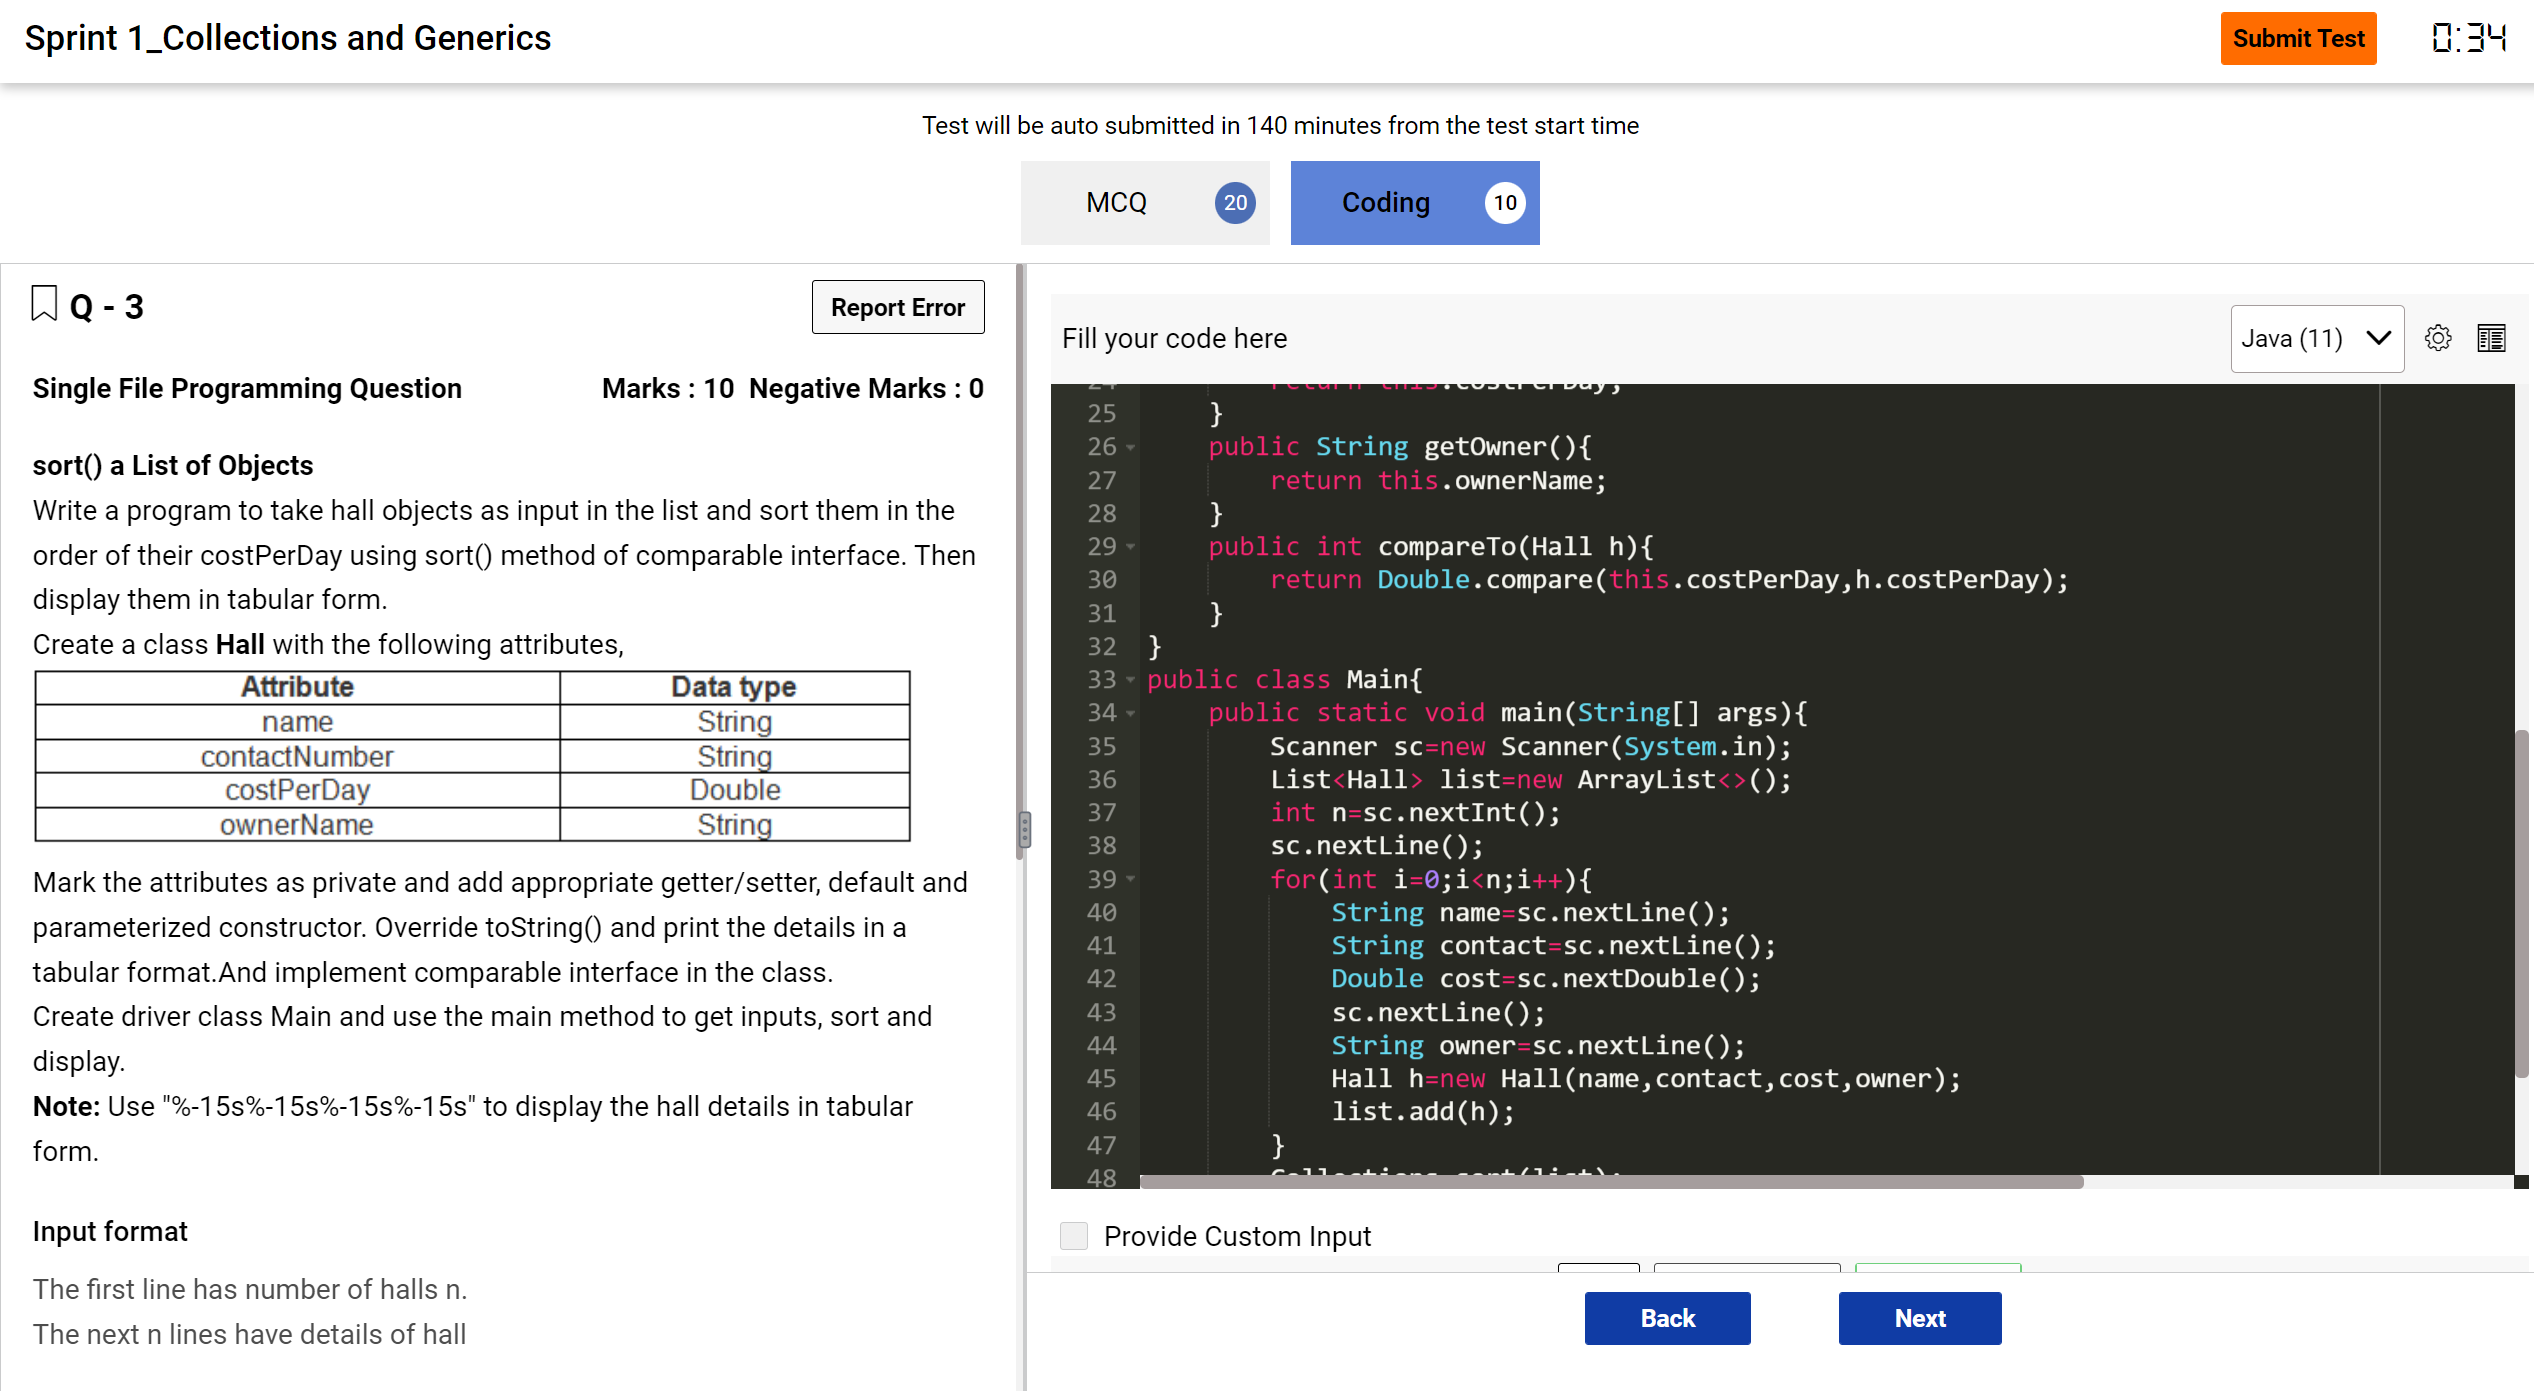 Sprint 1_Collections and Generics
Submit Test
0:34
Test will be auto submitted in 140 minutes from the test start time
MCQ 20
Coding 10
Q - 3
Report Error
Single File Programming Question
Marks : 10 Negative Marks : 0
sort() a List of Objects
Write a program to take hall objects as input in the list and sort them in the
order of their costPerDay using sort() method of comparable interface. Then
display them in tabular form.
Create a class Hall with the following attributes,
Attribute Data type
name String
contactNumber String
costPerDay Double
ownerName String
Mark the attributes as private and add appropriate getter/setter, default and
parameterized constructor. Override toString() and print the details in a
tabular format.And implement comparable interface in the class.
Create driver class Main and use the main method to get inputs, sort and
display.
Note: Use "%-15s%-15s%-15s%-15s" to display the hall details in tabular
form.
Input format
The first line has number of halls n.
The next n lines have details of hall
Fill your code here
Java (11)
24 return this.costPerDay;
25 }
26 public String getOwner(){
27 return this.ownerName;
28 }
29 public int compareTo(Hall h){
30 return Double.compare(this.costPerDay,h.costPerDay);
31 }
32 }
33 public class Main{
34 public static void main(String[] args){
35 Scanner sc=new Scanner(System.in);
36 List<Hall> list=new ArrayList<>();
37 int n=sc.nextInt();
38 sc.nextLine();
39 for(int i=0;i<n;i++){
40 String name=sc.nextLine();
41 String contact=sc.nextLine();
42 Double cost=sc.nextDouble();
43 sc.nextLine();
44 String owner=sc.nextLine();
45 Hall h=new Hall(name,contact,cost,owner);
46 list.add(h);
47 }
48 Collections.sort(list);
Provide Custom Input
Back
Next